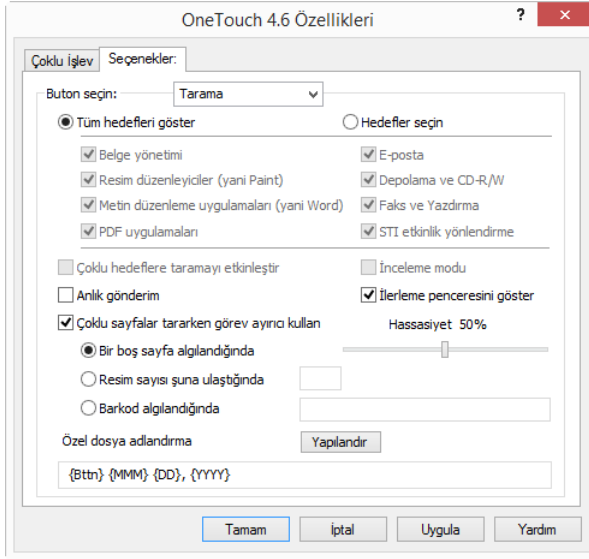 OneTouch 4.6 Özellikleri ?
Çoklu İşlev Seçenekler:
Buton seçin: Tarama
Tüm hedefleri göster Hedefler seçin
Belge yönetimi E-posta
Resim düzenleyiciler (yani Paint) Depolama ve CD-R/W
Metin düzenleme uygulamaları (yani Word) Faks ve Yazdırma
PDF uygulamaları STI etkinlik yönlendirme
Çoklu hedeflere taramayı etkinleştir İnceleme modu
Anlık gönderim İlerleme penceresini göster
Çoklu sayfalar tararken görev ayırıcı kullan Hassasiyet 50%
Bir boş sayfa algılandığında
Resim sayısı şuna ulaştığında
Barkod algılandığında
Özel dosya adlandırma Yapılandır
{Bttn} {MMM} {DD}, {YYYY}
Tamam İptal Uygula Yardım